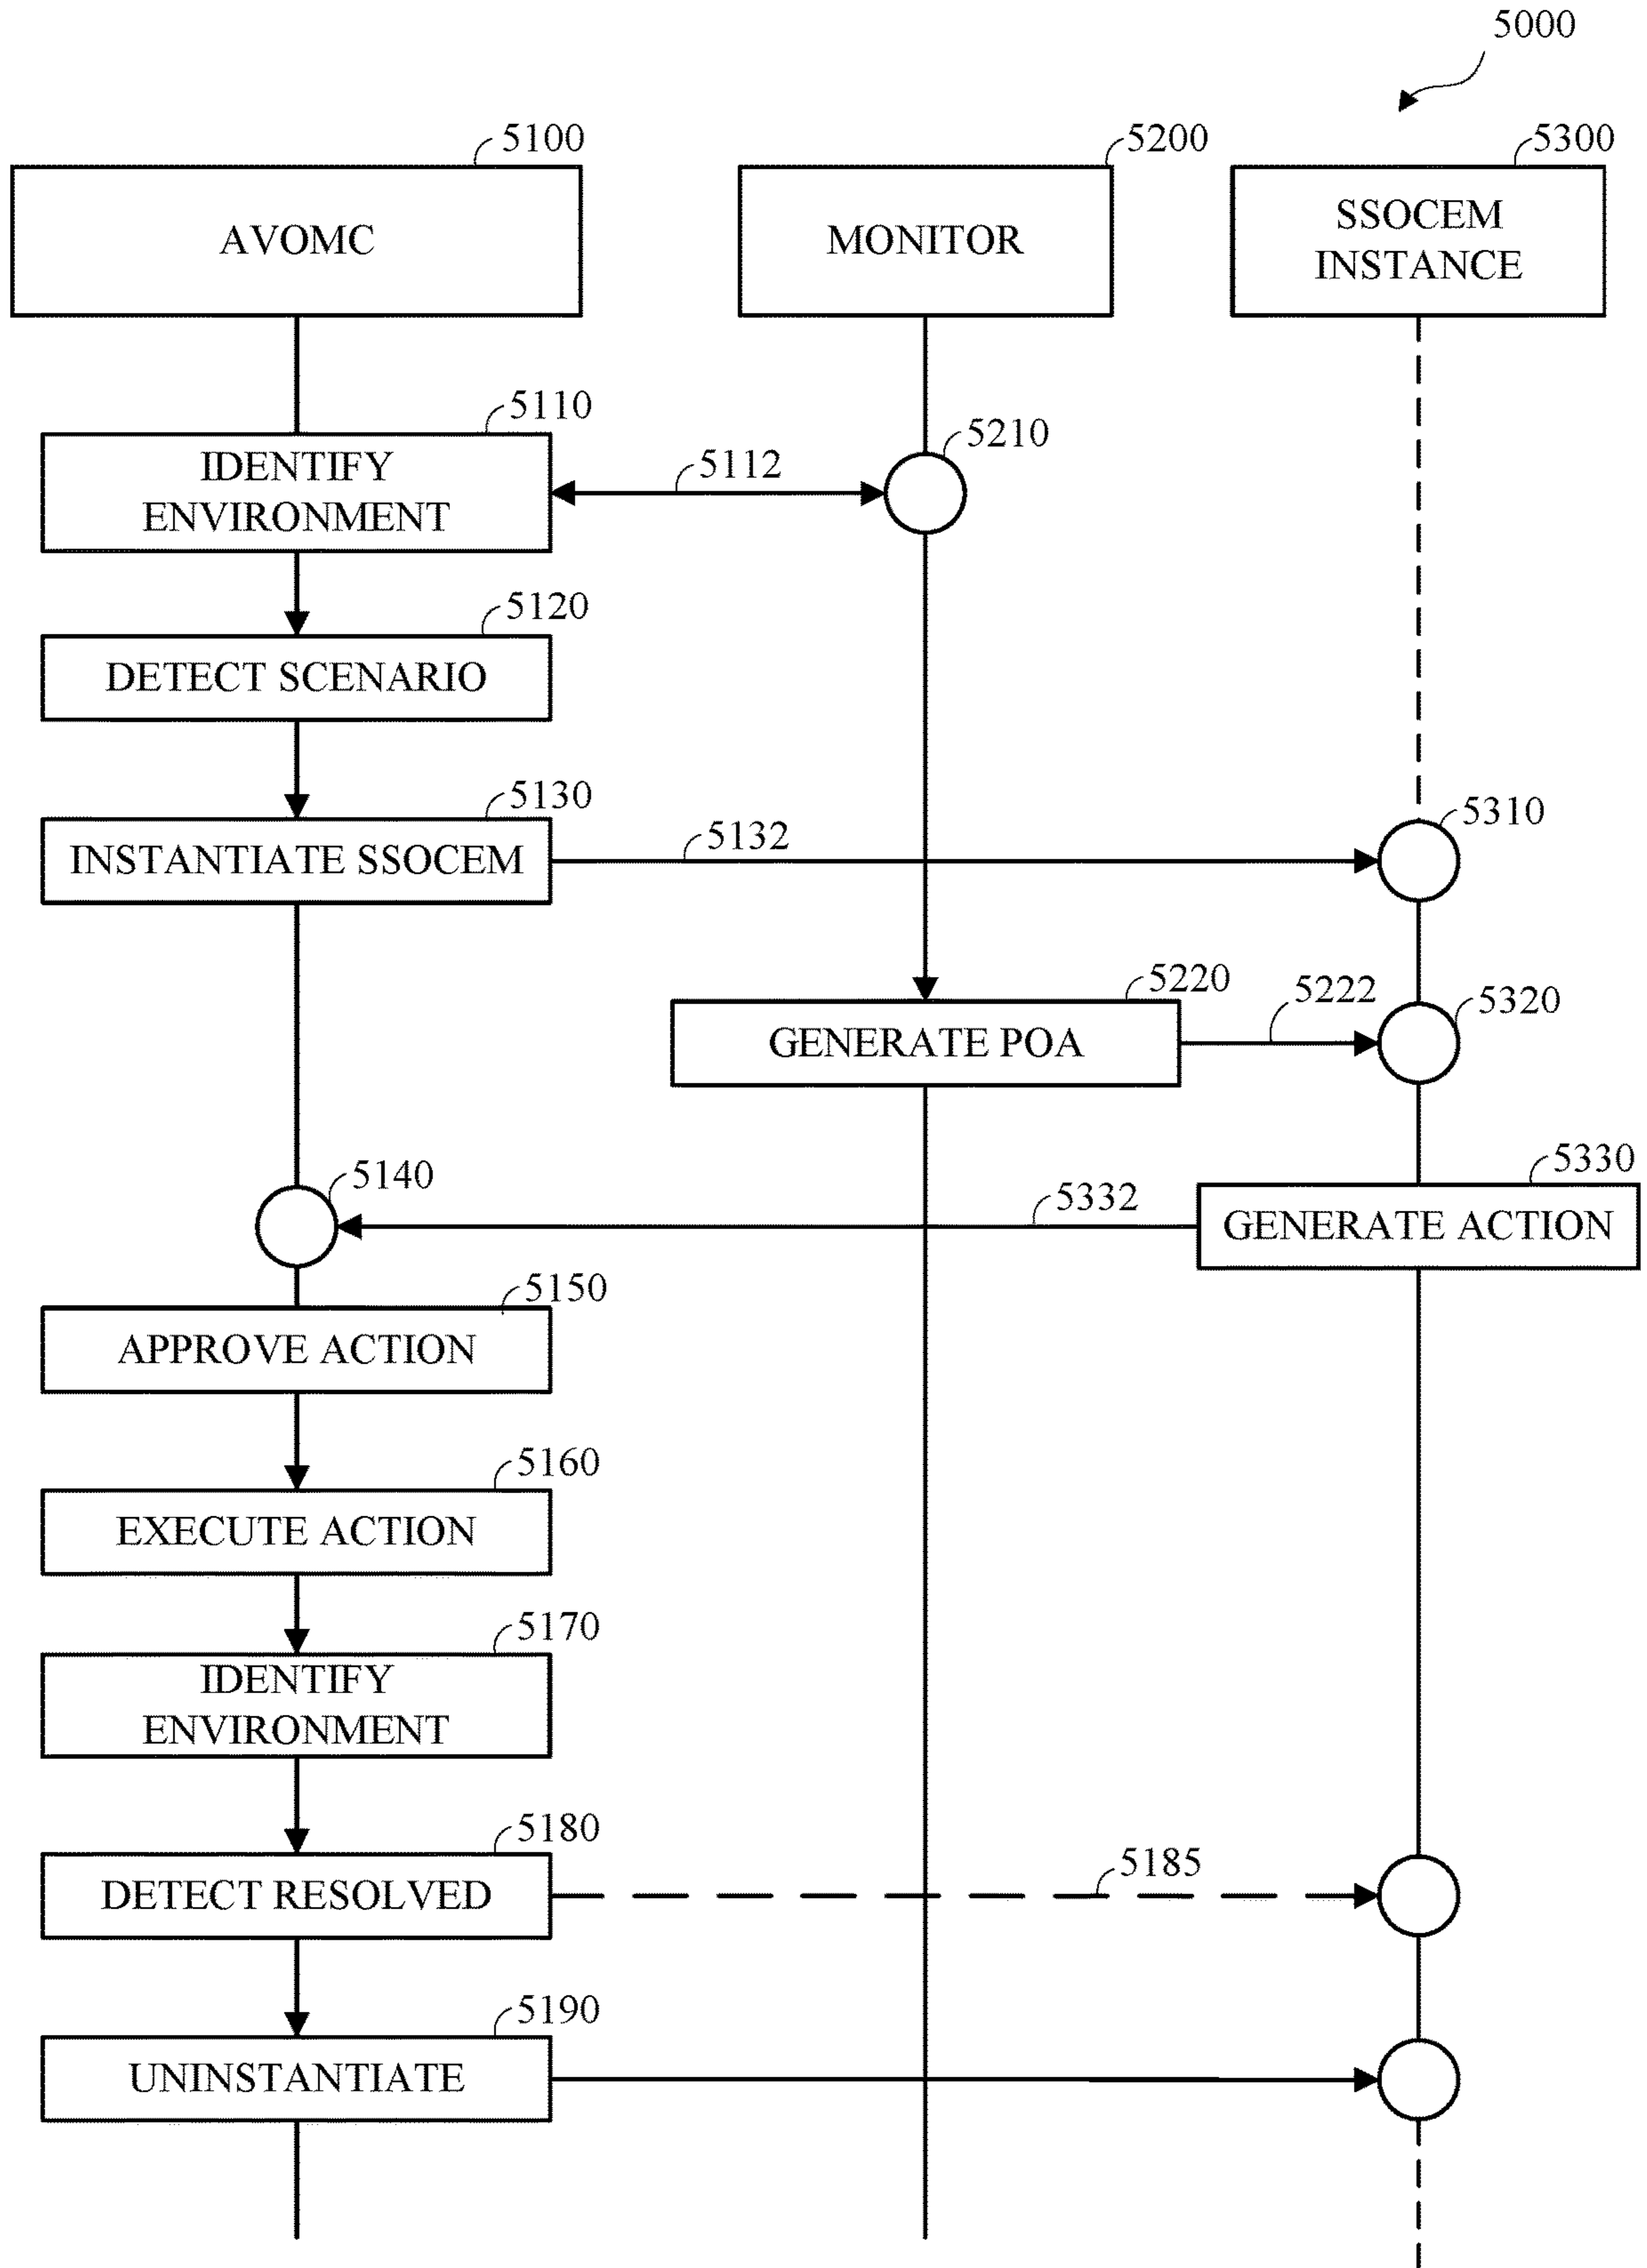 5000
5100
5200
5300
AVOMC
MONITOR
SSOCEM
INSTANCE
5110
IDENTIFY
ENVIRONMENT
5112
5210
5120
DETECT SCENARIO
5130
INSTANTIATE SSOCEM
5132
5310
5220
GENERATE POA
5222
5320
5140
5332
5330
GENERATE ACTION
5150
APPROVE ACTION
5160
EXECUTE ACTION
5170
IDENTIFY
ENVIRONMENT
5180
DETECT RESOLVED
5185
5190
UNINSTANTIATE